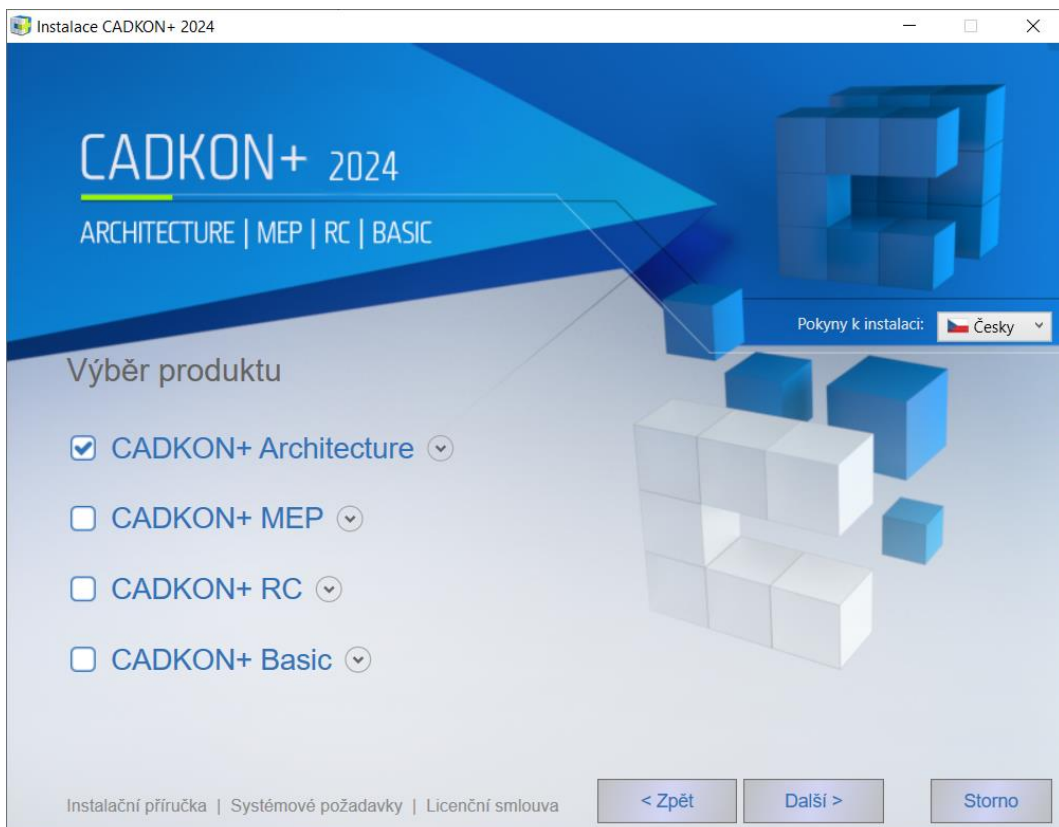 Instalace CADKON+ 2024
CADKON+ 2024
ARCHITECTURE | MEP | RC | BASIC
Pokyny k instalaci: Česky
Výběr produktu
CADKON+ Architecture
CADKON+ MEP
CADKON+ RC
CADKON+ Basic
Instalační příručka | Systémové požadavky | Licenční smlouva
< Zpět
Další >
Storno